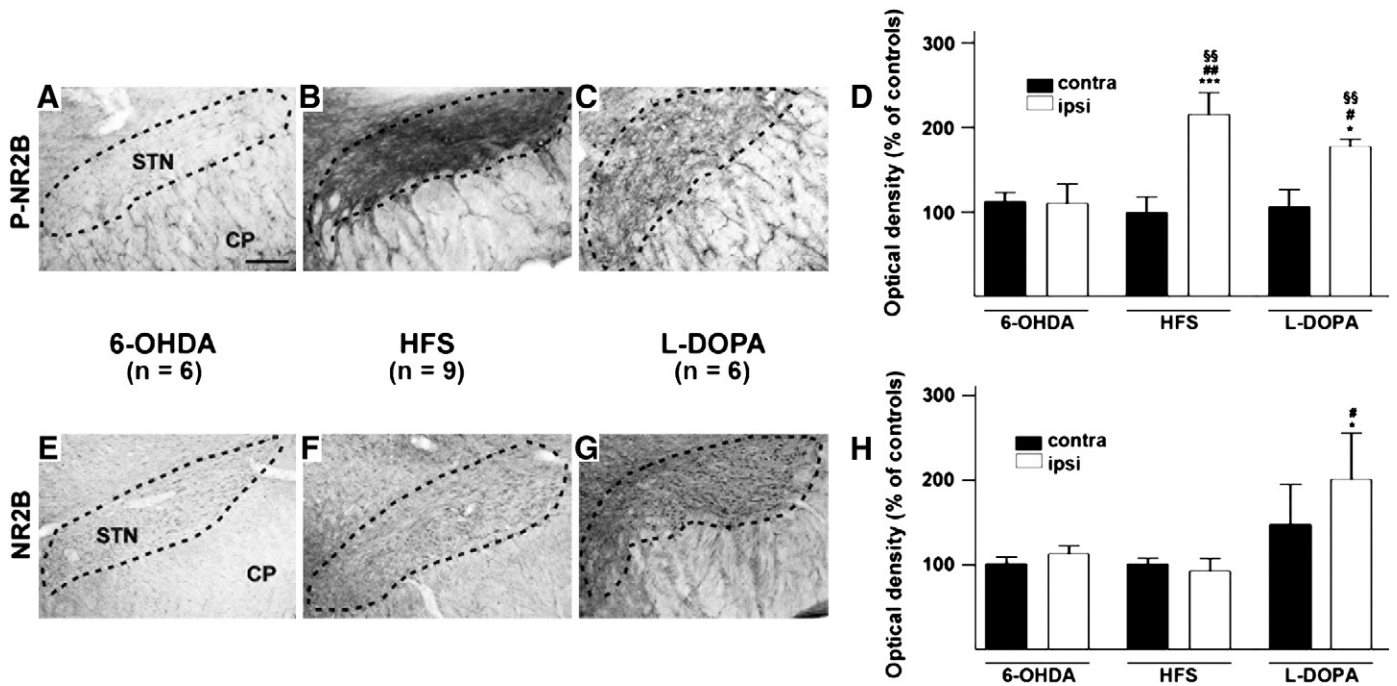 A
B
C
D
P-NR2B
STN
CP
Optical density (% of controls)
300
200
100
contra
ipsi
§§
##
***
§§
#
*
6-OHDA
HFS
L-DOPA
6-OHDA
(n = 6)
HFS
(n = 9)
L-DOPA
(n = 6)
E
F
G
H
NR2B
STN
CP
Optical density (% of controls)
300
200
100
contra
ipsi
#
*
6-OHDA
HFS
L-DOPA